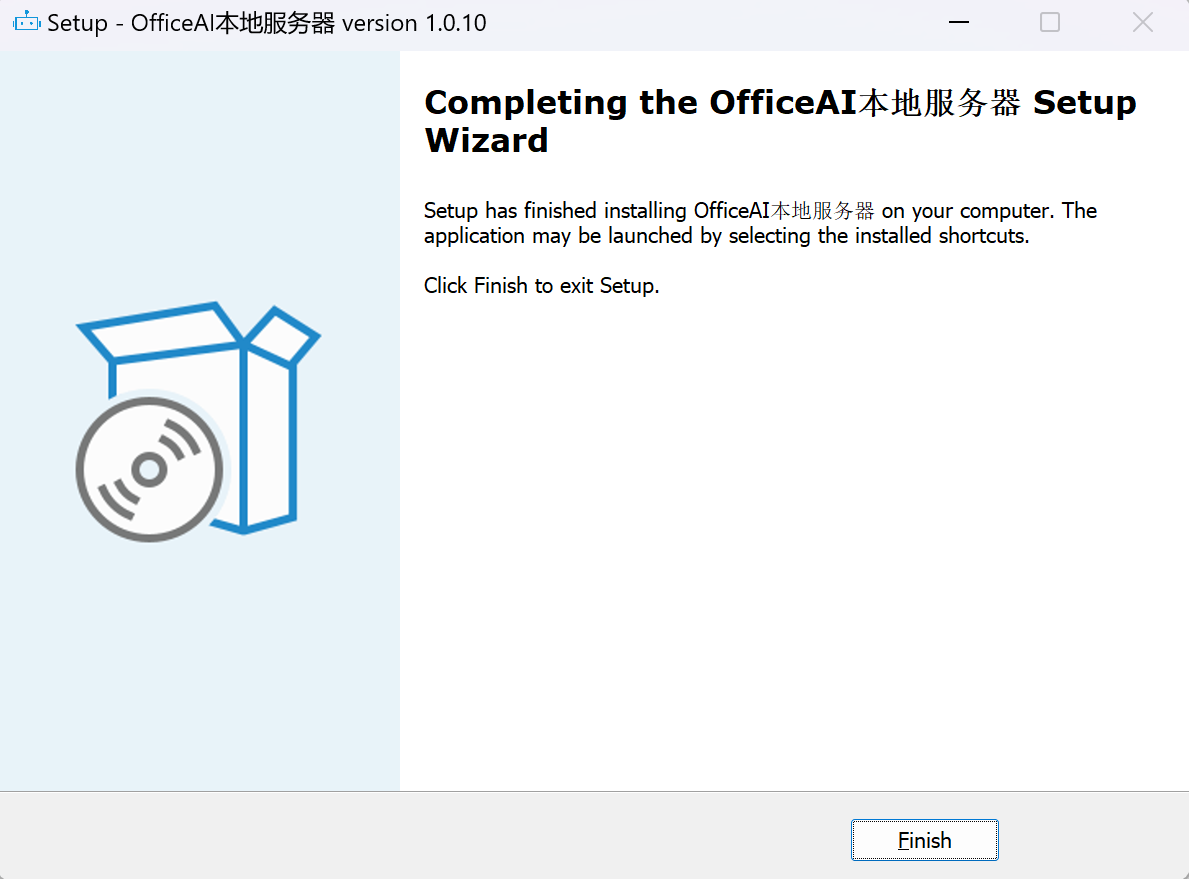 Setup - OfficeAI本地服务器 version 1.0.10
Completing the OfficeAI本地服务器 Setup
Wizard
Setup has finished installing OfficeAI本地服务器 on your computer. The
application may be launched by selecting the installed shortcuts.
Click Finish to exit Setup.
Finish